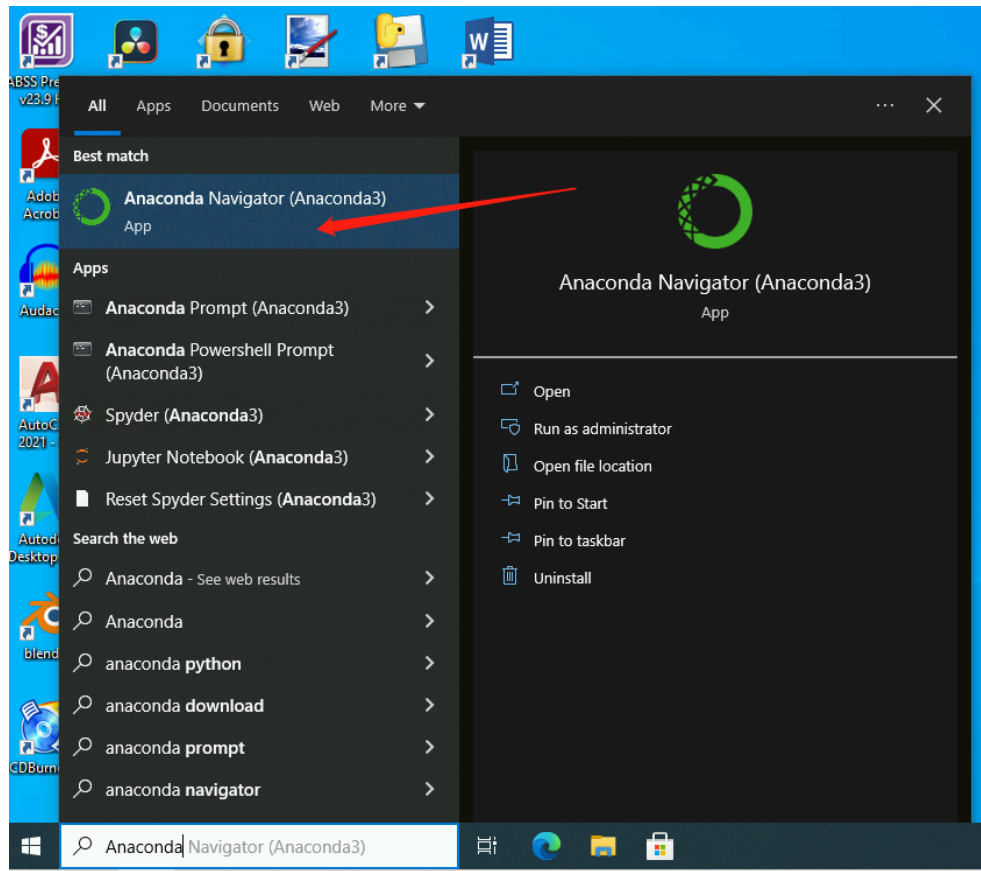 ABSS Pre
v23.9
W
All Apps Documents Web More
Best match
Anaconda Navigator (Anaconda3)
App
Apps
Anaconda Prompt (Anaconda3)
Anaconda Powershell Prompt
(Anaconda3)
Spyder (Anaconda3)
Jupyter Notebook (Anaconda3)
Reset Spyder Settings (Anaconda3)
Search the web
Anaconda - See web results
Anaconda
anaconda python
anaconda download
anaconda prompt
anaconda navigator
Adob
Acrob
Audac
AutoC
2021 -
Autod
Desktop
blend
CDBurn
Anaconda Navigator (Anaconda3)
App
Open
Run as administrator
Open file location
Pin to Start
Pin to taskbar
Uninstall
Anaconda Navigator (Anaconda3)